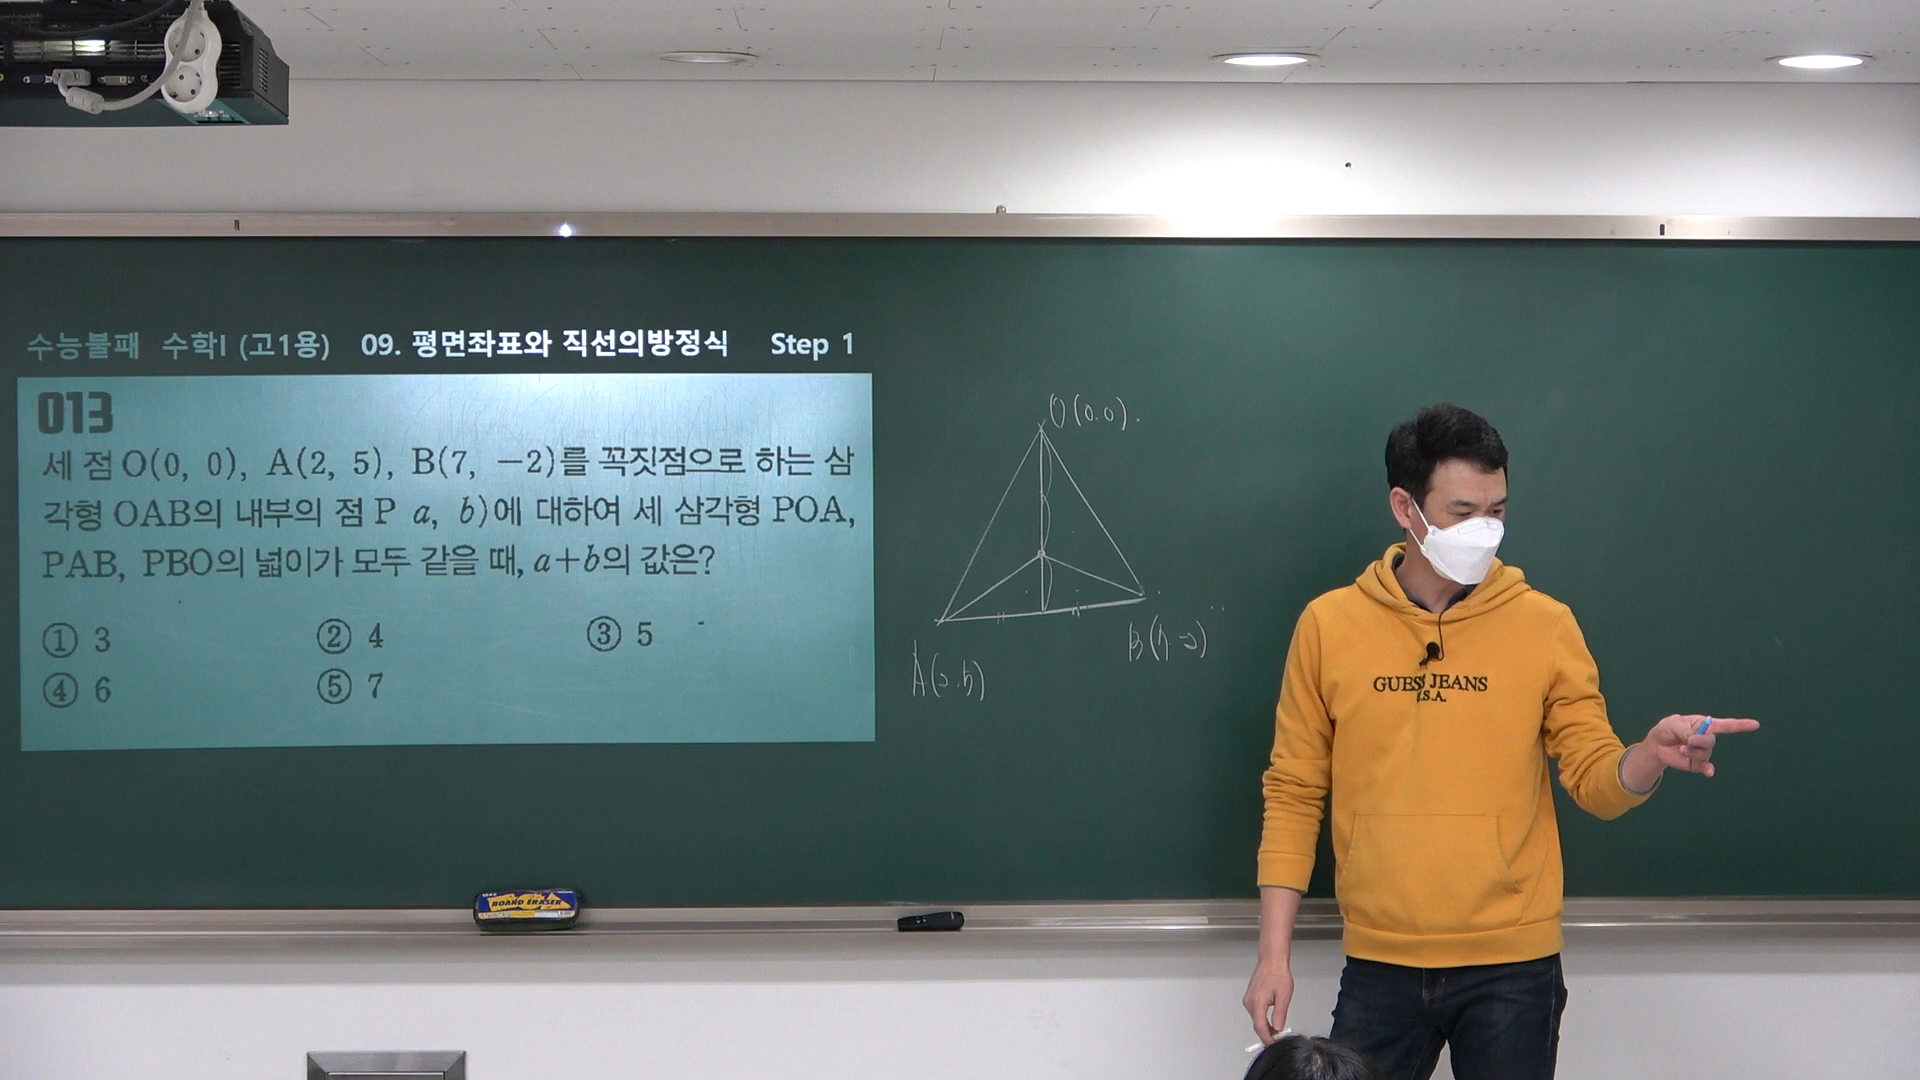 수능불패 수학I (고1용) 09. 평면좌표와 직선의방정식 Step 1
013
세 점 O(0, 0), A(2, 5), B(7, −2)를 꼭짓점으로 하는 삼
각형 OAB의 내부의 점 P a, b)에 대하여 세 삼각형 POA,
PAB, PBO의 넓이가 모두 같을 때, a+b의 값은?
① 3 ② 4 ③ 5
④ 6 ⑤ 7
O(0.0).
A(2.5)
GUESS JEANS
U.S.A.
BOARD ERASER